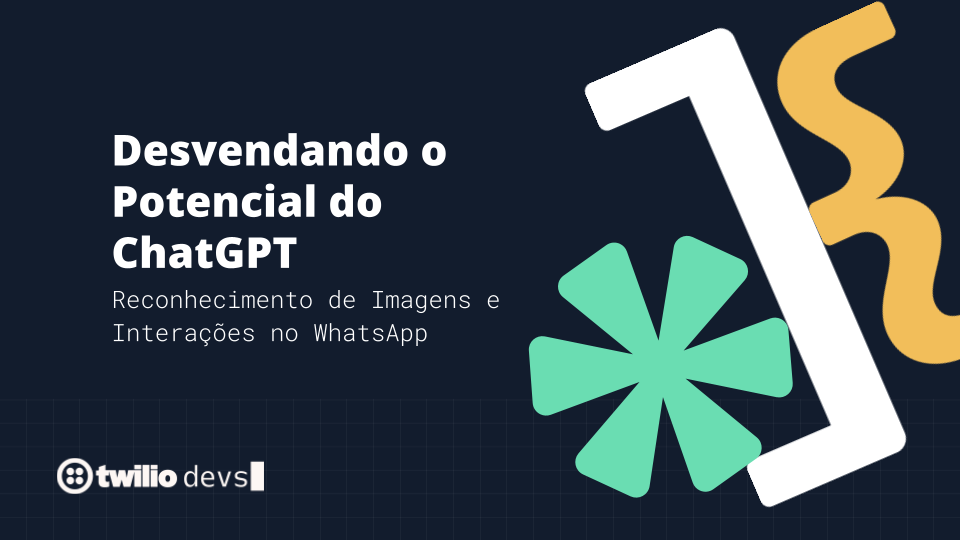 Desvendando o
Potencial do
ChatGPT
Reconhecimento de Imagens e
Interações no WhatsApp
twilio devs